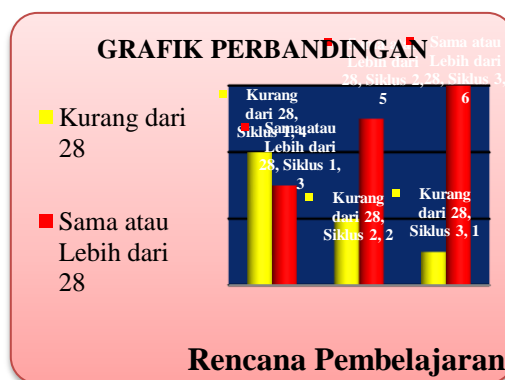 GRAFIK PERBANDINGAN
Kurang dari
28
Sama atau
Lebih dari
28
Kurang
dari 28,
Siklus 1, 4
Sama atau
Lebih dari
28, Siklus 1,
3
Kurang
dari 28,
Siklus 2, 2
Lebih dari
28, Siklus 2,
5
Kurang
dari 28,
Siklus 3, 1
Sama atau
Lebih dari
28, Siklus 3,
6
Rencana Pembelajaran